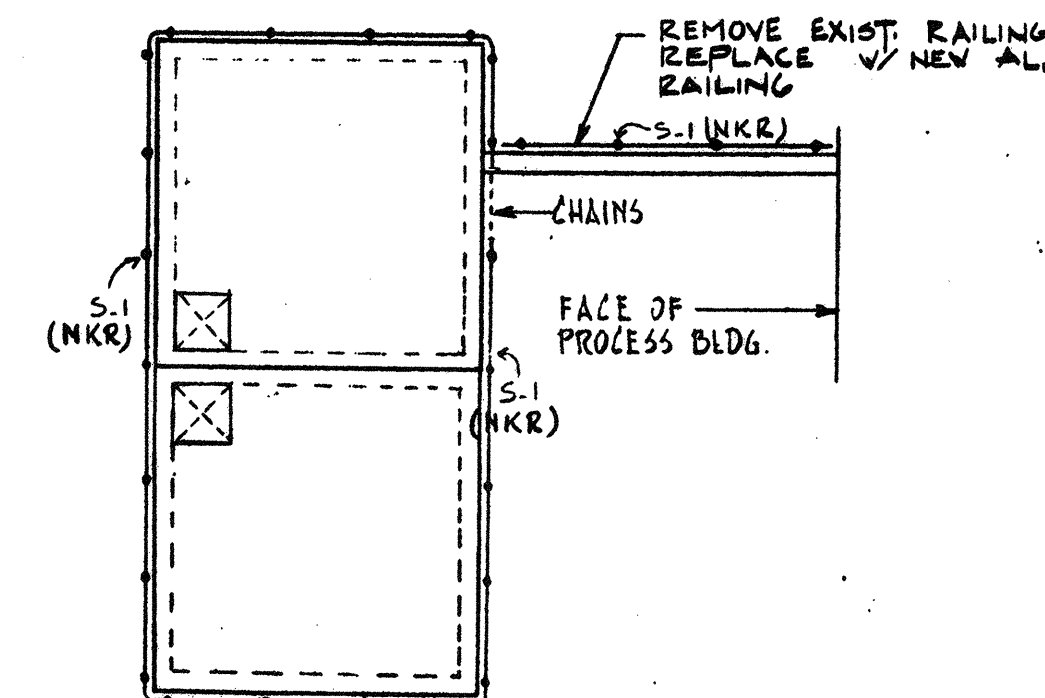 REMOVE EXIST. RAILING
REPLACE W/ NEW AL.
RAILING
S-1 (NKR)
CHAINS
S-1
(NKR)
FACE OF
PROCESS BLDG.
S-1
(NKR)